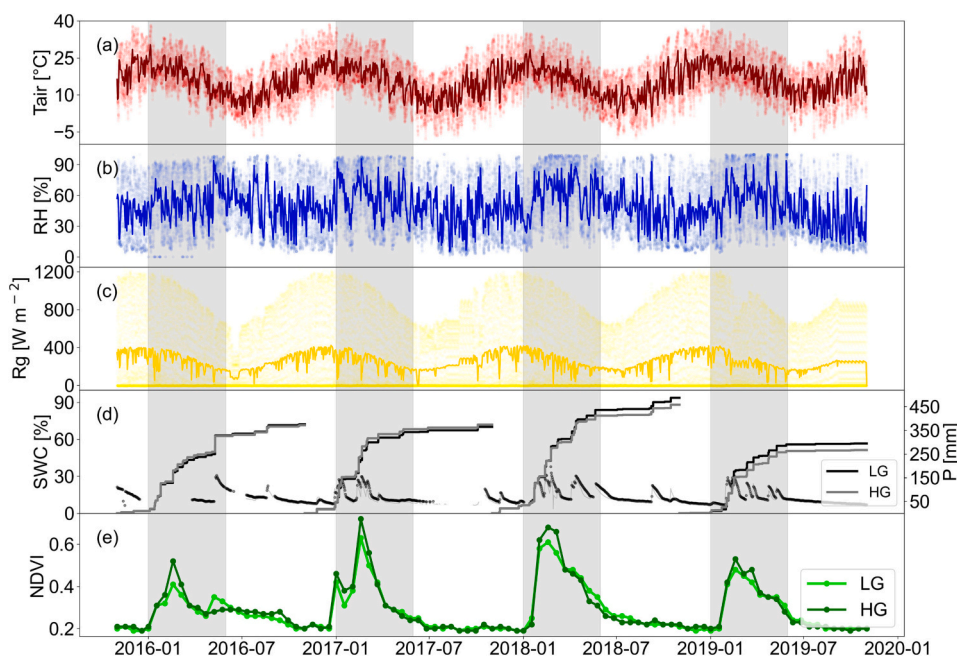 40
25
10
−5
Tair [°C]
(a)
90
60
30
0
RH [%]
(b)
1200
800
400
0
Rg [W m⁻²]
(c)
90
60
30
0
SWC [%]
(d)
450
350
250
150
50
P [mm]
LG
HG
0.6
0.4
0.2
NDVI
(e)
LG
HG
2016-01 2016-07 2017-01 2017-07 2018-01 2018-07 2019-01 2019-07 2020-01